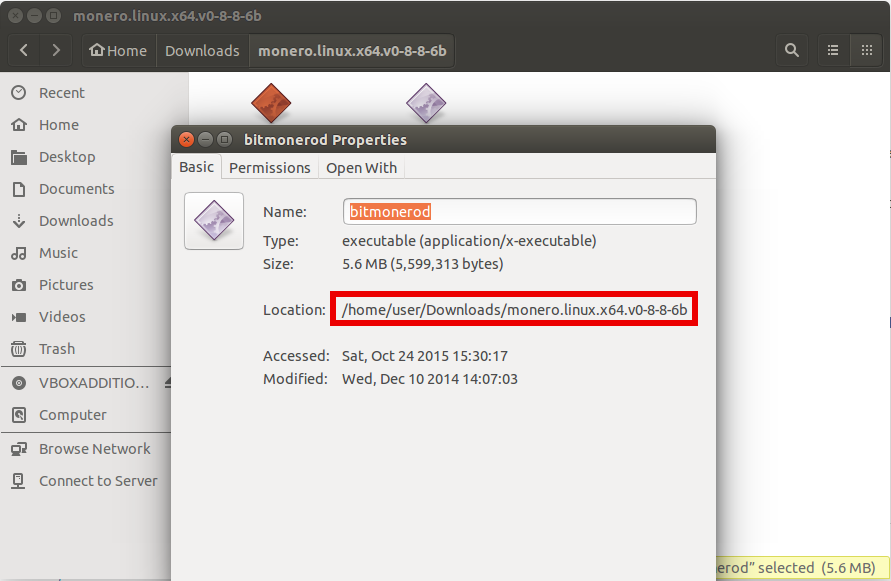 monero.linux.x64.v0-8-8-6b
Home Downloads monero.linux.x64.v0-8-8-6b
Recent
Home
Desktop
Documents
Downloads
Music
Pictures
Videos
Trash
VBOXADDITIO...
Computer
Browse Network
Connect to Server
bitmonerod Properties
Basic Permissions Open With
Name: bitmonerod
Type: executable (application/x-executable)
Size: 5.6 MB (5,599,313 bytes)
Location: /home/user/Downloads/monero.linux.x64.v0-8-8-6b
Accessed: Sat, Oct 24 2015 15:30:17
Modified: Wed, Dec 10 2014 14:07:03
erod” selected (5.6 MB)